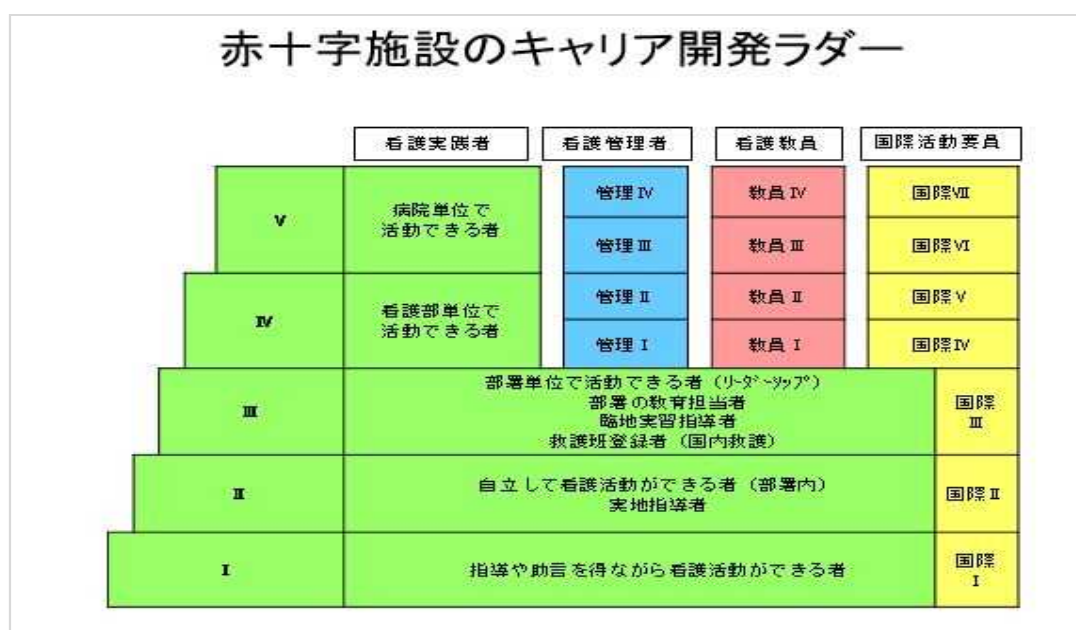 赤十字施設のキャリア開発ラダー
看護実践者 看護管理者 看護教員 国際活動要員
Ⅴ
病院単位で
活動できる者
管理Ⅳ 教員Ⅳ 国際Ⅶ
管理Ⅲ 教員Ⅲ 国際Ⅵ
Ⅳ
看護部単位で
活動できる者
管理Ⅱ 教員Ⅱ 国際Ⅴ
管理Ⅰ 教員Ⅰ 国際Ⅳ
Ⅲ
部署単位で活動できる者（ﾘｰﾀﾞｰｼｯﾌﾟ）
部署の教育担当者
臨地実習指導者
救護班登録者（国内救護）
国際
Ⅲ
Ⅱ
自立して看護活動ができる者（部署内）
実地指導者
国際Ⅱ
Ⅰ
指導や助言を得ながら看護活動ができる者
国際
Ⅰ